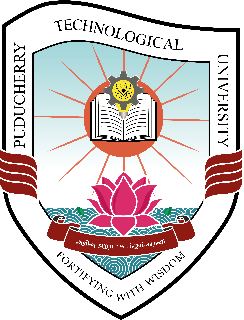 PUDUCHERRY
TECHNOLOGICAL
UNIVERSITY
FORTIFYING WITH WISDOM